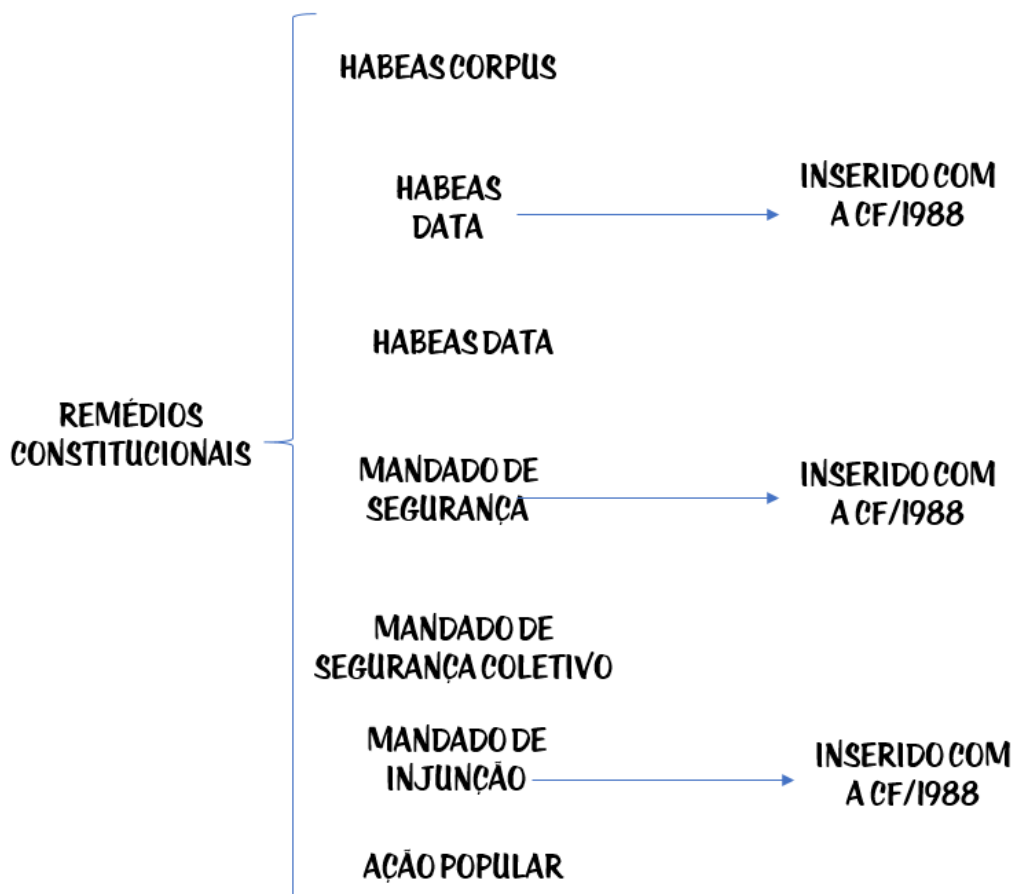 HABEAS CORPUS
HABEAS
DATA
INSERIDO COM
A CF/1988
HABEAS DATA
REMÉDIOS
CONSTITUCIONAIS
MANDADO DE
SEGURANÇA
INSERIDO COM
A CF/1988
MANDADO DE
SEGURANÇA COLETIVO
MANDADO DE
INJUNÇÃO
INSERIDO COM
A CF/1988
AÇÃO POPULAR